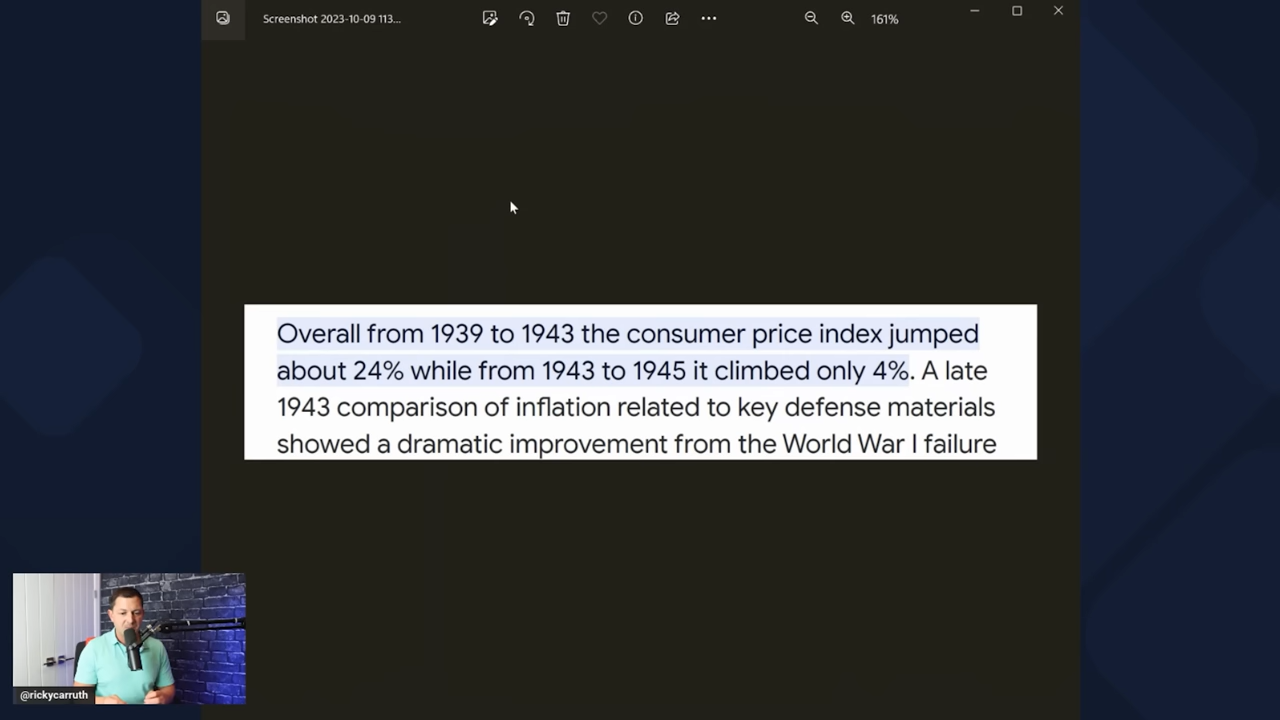 Screenshot 2023-10-09 113...
161%
Overall from 1939 to 1943 the consumer price index jumped
about 24% while from 1943 to 1945 it climbed only 4%. A late
1943 comparison of inflation related to key defense materials
showed a dramatic improvement from the World War I failure
@rickycarruth